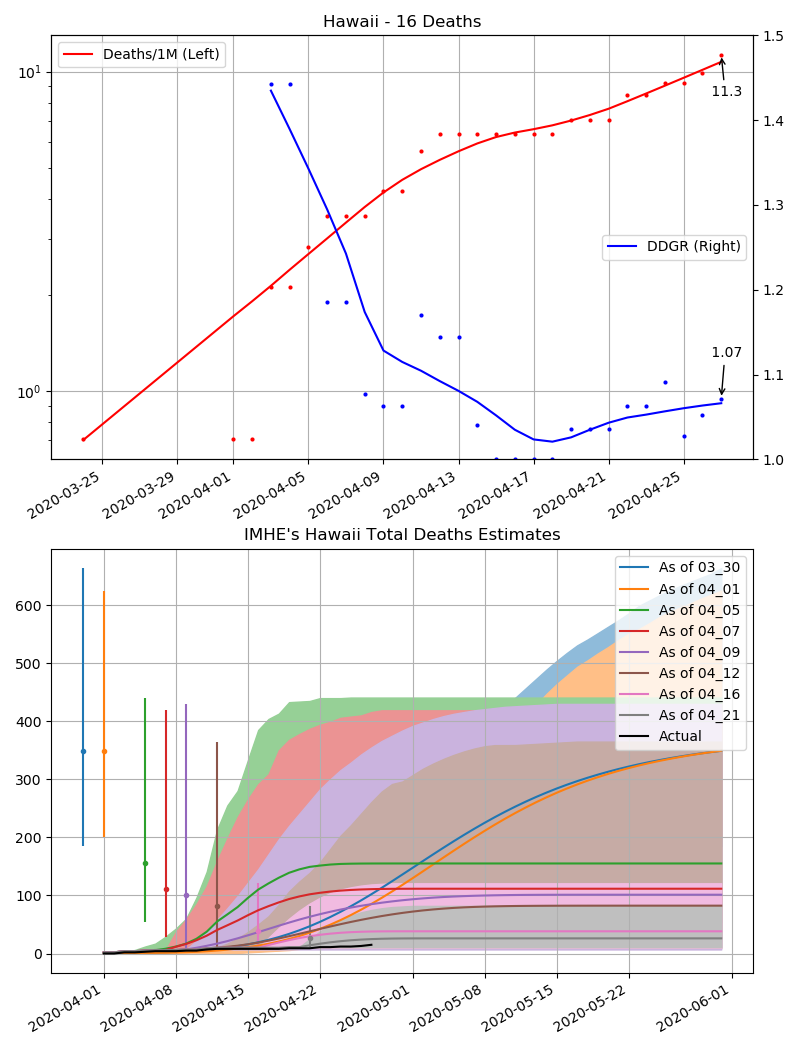 Hawaii - 16 Deaths
Deaths/1M (Left)
DDGR (Right)
11.3
1.07
10¹
10⁰
1.5
1.4
1.3
1.2
1.1
1.0
2020-03-25
2020-03-29
2020-04-01
2020-04-05
2020-04-09
2020-04-13
2020-04-17
2020-04-21
2020-04-25
IMHE's Hawaii Total Deaths Estimates
As of 03_30
As of 04_01
As of 04_05
As of 04_07
As of 04_09
As of 04_12
As of 04_16
As of 04_21
Actual
600
500
400
300
200
100
0
2020-04-01
2020-04-08
2020-04-15
2020-04-22
2020-05-01
2020-05-08
2020-05-15
2020-05-22
2020-06-01